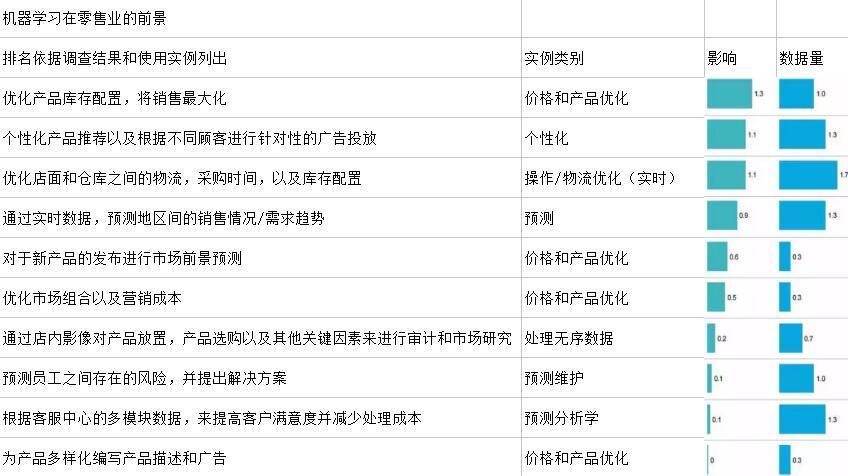 机器学习在零售业的前景
排名依据调查结果和使用实例列出 实例类别 影响 数据量
优化产品库存配置，将销售最大化 价格和产品优化 1.3 1.0
个性化产品推荐以及根据不同顾客进行针对性的广告投放 个性化 1.1 1.3
优化店面和仓库之间的物流，采购时间，以及库存配置 操作/物流优化（实时） 1.1 1.7
通过实时数据，预测地区间的销售情况/需求趋势 预测 0.9 1.3
对于新产品的发布进行市场前景预测 价格和产品优化 0.6 0.3
优化市场组合以及营销成本 价格和产品优化 0.5 0.3
通过店内影像对产品放置，产品选购以及其他关键因素来进行审计和市场研究 处理无序数据 0.2 0.7
预测员工之间存在的风险，并提出解决方案 预测维护 0.1 1.0
根据客服中心的多模块数据，来提高客户满意度并减少处理成本 预测分析学 0.1 1.3
为产品多样化编写产品描述和广告 价格和产品优化 0 0.3